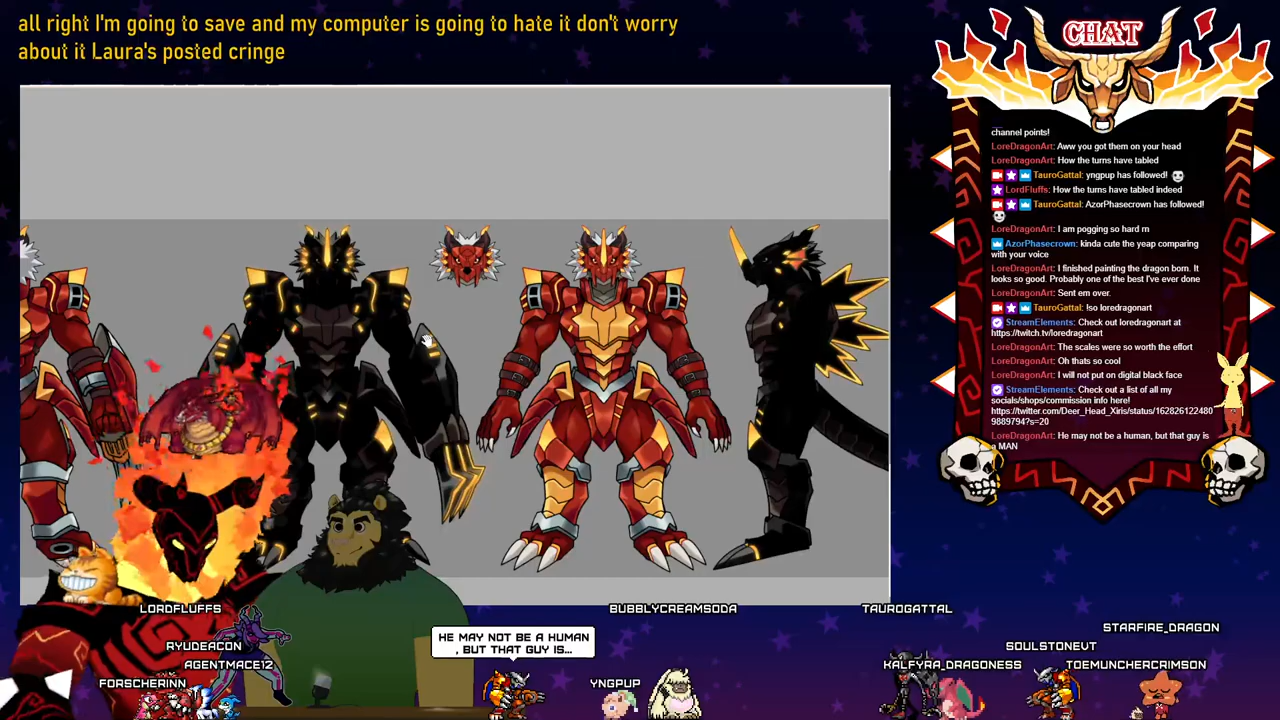 all right I'm going to save and my computer is going to hate it don't worry
about it Laura's posted cringe
CHAT
channel points!
LoreDragonArt: Aww you got them on your head
LoreDragonArt: How the turns have tabled
TauroGattal: yngpup has followed!
LordFluffs: How the turns have tabled indeed
TauroGattal: AzorPhasecrown has followed!
LoreDragonArt: I am pogging so hard rn
AzorPhasecrown: kinda cute the yeap comparing
with your voice
LoreDragonArt: I finished painting the dragon born. It
looks so good. Probably one of the best I've ever done
LoreDragonArt: Sent em over.
TauroGattal: !so loredragonart
StreamElements: Check out loredragonart at
https://twitch.tv/loredragonart
LoreDragonArt: The scales were so worth the effort
LoreDragonArt: Oh thats so cool
LoreDragonArt: I will not put on digital black face
StreamElements: Check out a list of all my
socials/shops/commission info here!
https://twitter.com/Deer_Head_Xiris/status/162826122480
9889794?s=20
LoreDragonArt: He may not be a human, but that guy is
a MAN
LORDFLUFFS
BUBBLYCREAMSODA
TAUROGATTAL
STARFIRE_DRAGON
HE MAY NOT BE A HUMAN
, BUT THAT GUY IS...
RYUDEACON
SOULSTONEVT
AGENTMACE12
KALFYRA_DRAGONESS
TOEMUNCHERCRIMSON
FORSCHERINN
YNGPUP